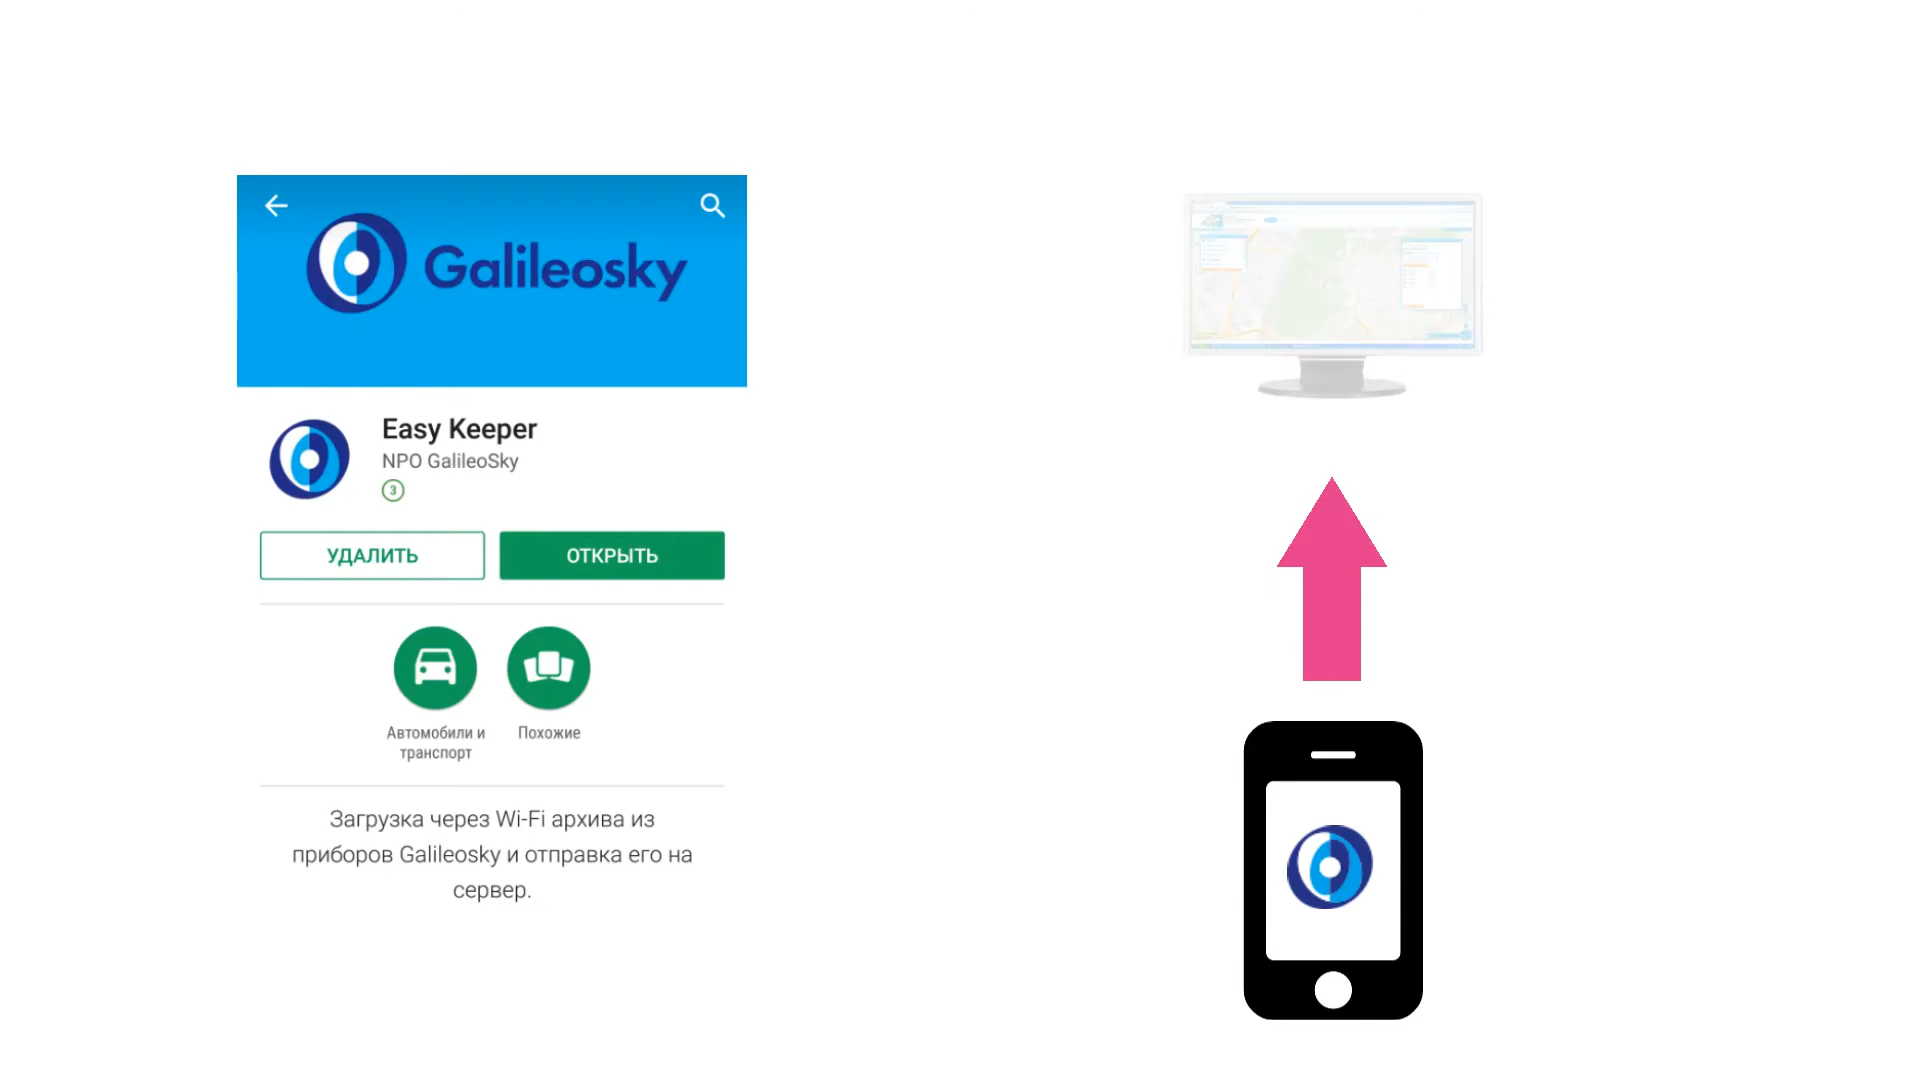 Galileosky
Easy Keeper
NPO GalileoSky
3
УДАЛИТЬ
ОТКРЫТЬ
Автомобили и
транспорт
Похожие
Загрузка через Wi-Fi архива из
приборов Galileosky и отправка его на
сервер.